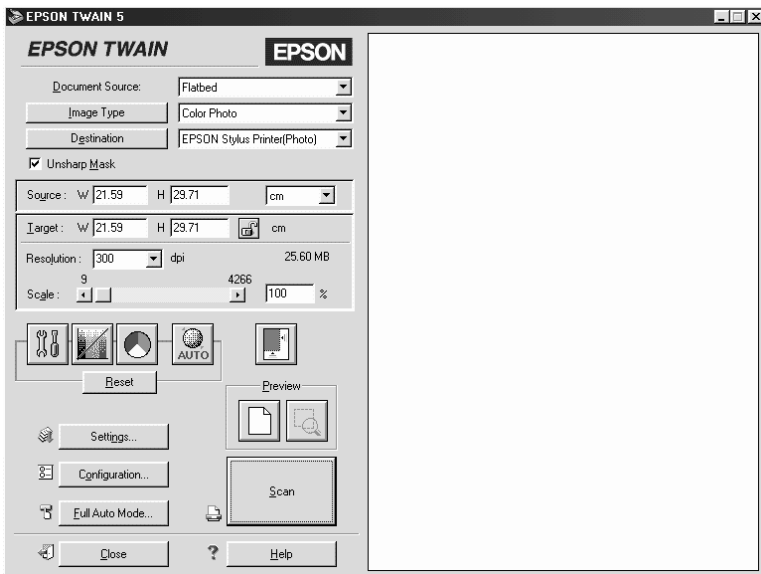 EPSON TWAIN 5
EPSON TWAIN EPSON
Document Source: Flatbed
Image Type Color Photo
Destination EPSON Stylus Printer(Photo)
Unsharp Mask
Source : W 21.59 H 29.71 cm
Target : W 21.59 H 29.71 cm
Resolution : 300 dpi 25.60 MB
9 4266
Scale : 100 %
AUTO
Reset
Preview
Settings...
Configuration...
Scan
Full Auto Mode...
Close ? Help